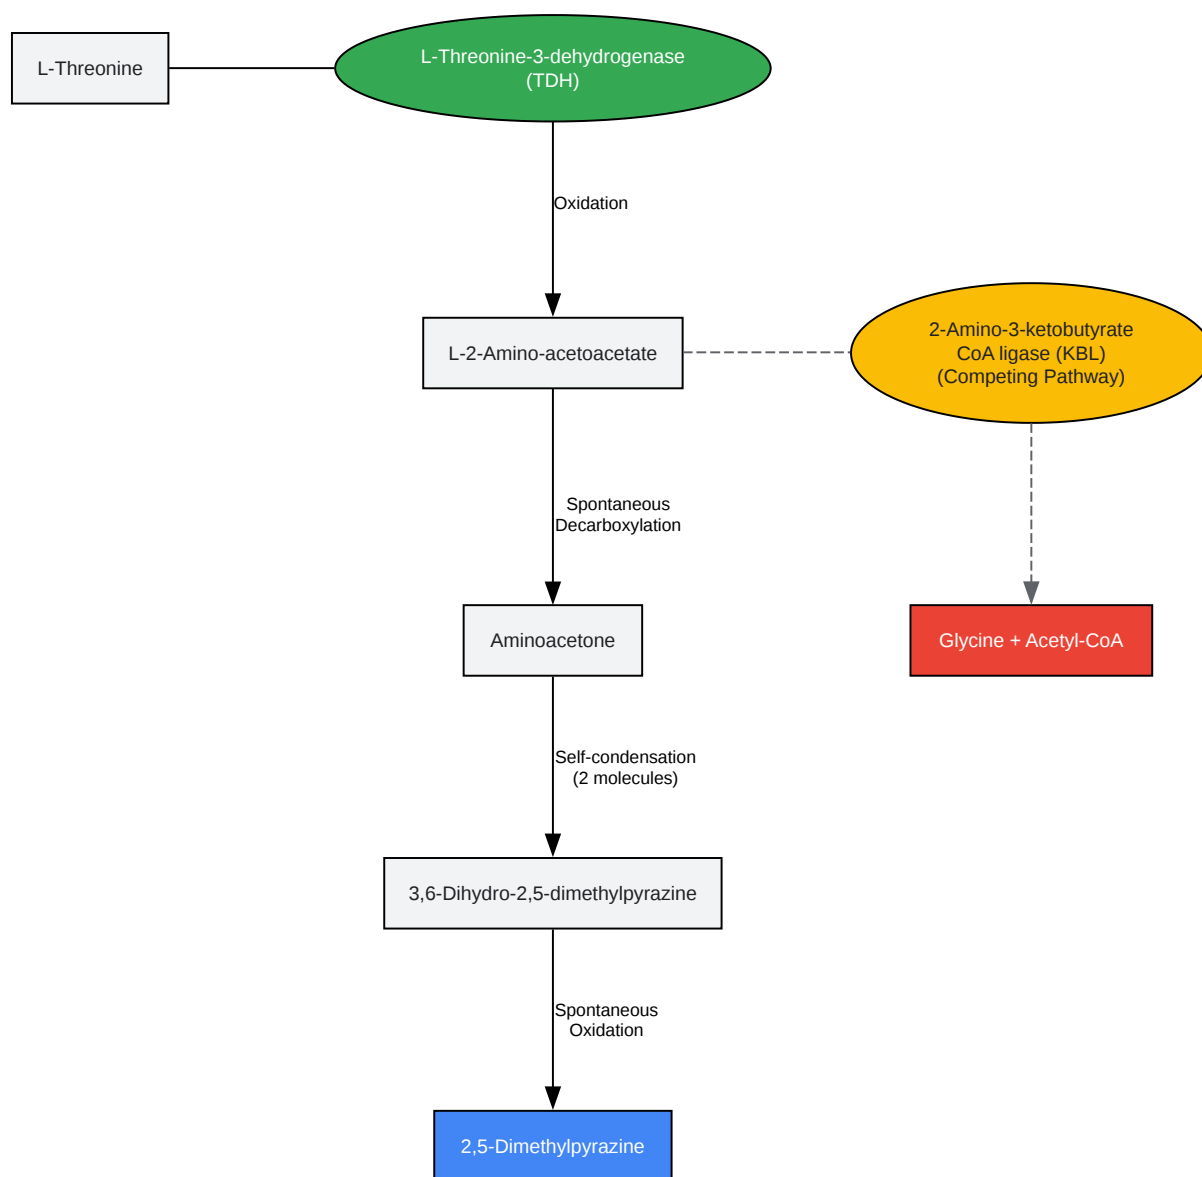 L-Threonine
L-Threonine-3-dehydrogenase
(TDH)
Oxidation
L-2-Amino-acetoacetate
2-Amino-3-ketobutyrate
CoA ligase (KBL)
(Competing Pathway)
Spontaneous
Decarboxylation
Aminoacetone
Glycine + Acetyl-CoA
Self-condensation
(2 molecules)
3,6-Dihydro-2,5-dimethylpyrazine
Spontaneous
Oxidation
2,5-Dimethylpyrazine